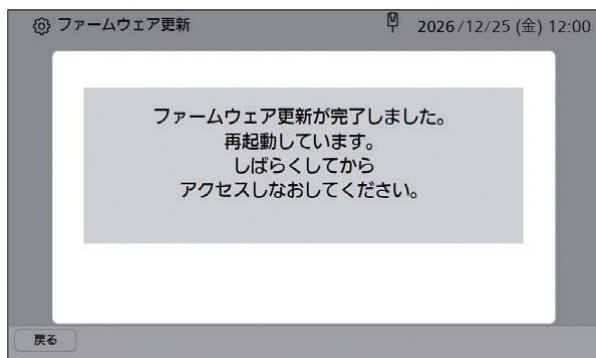 ファームウェア更新
2026/12/25 (金) 12:00
ファームウェア更新が完了しました。
再起動しています。
しばらくしてから
アクセスしなおしてください。
戻る